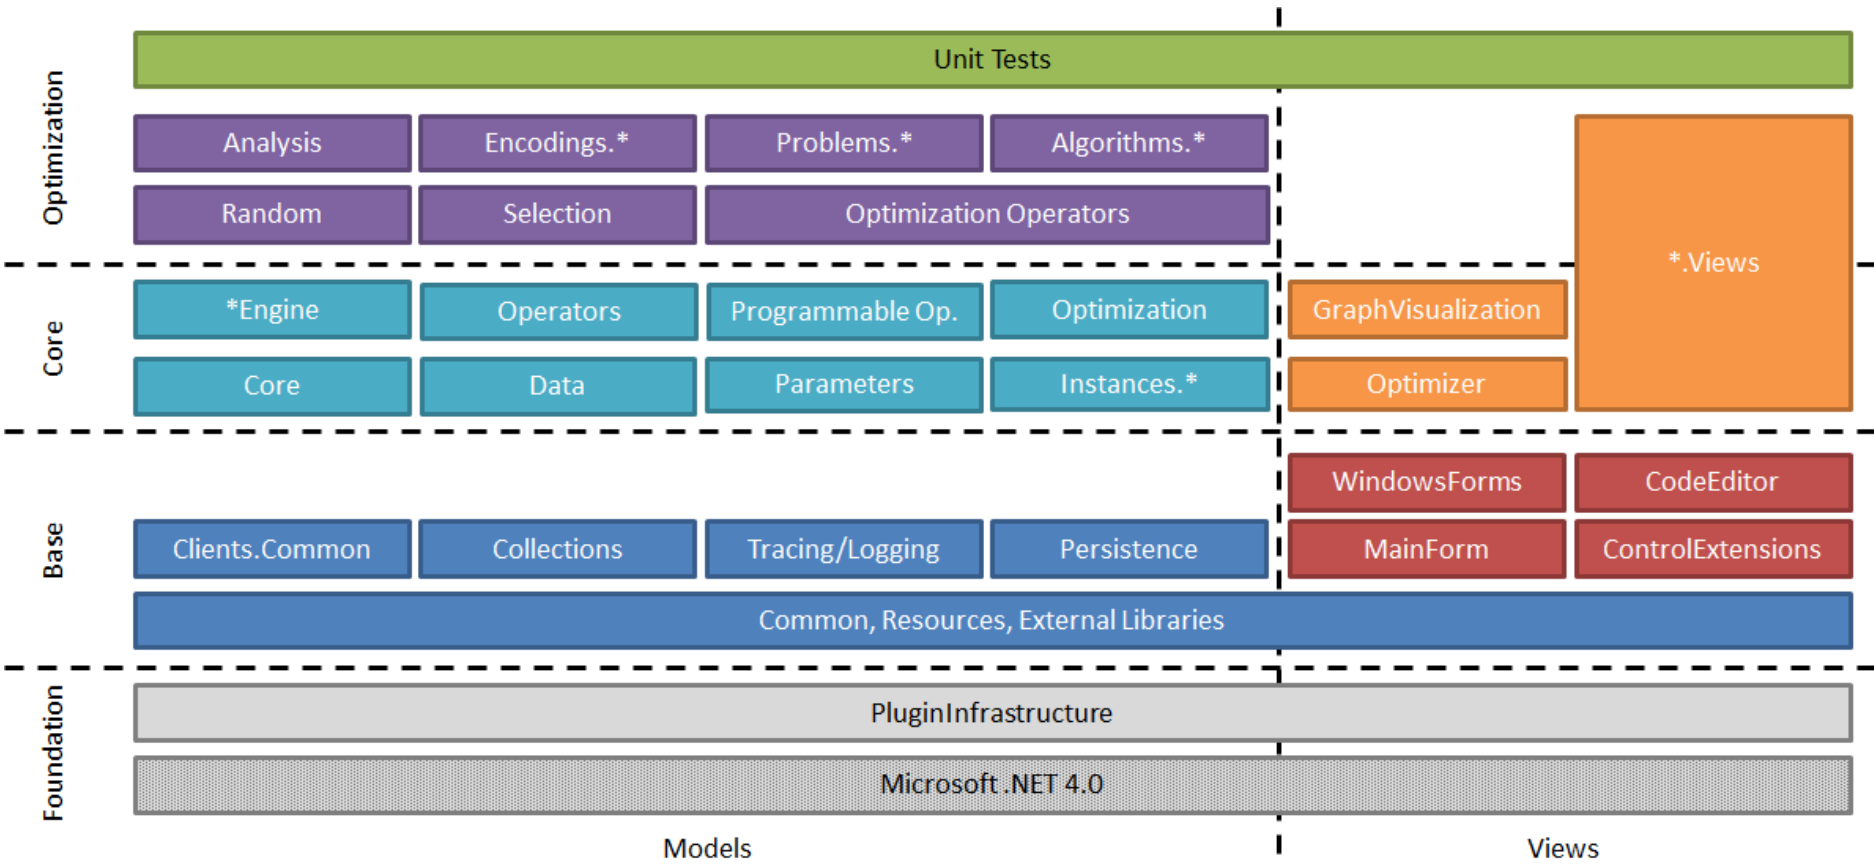 Optimization
Unit Tests
Analysis
Encodings.*
Problems.*
Algorithms.*
Random
Selection
Optimization Operators
*.Views
Core
*Engine
Operators
Programmable Op.
Optimization
GraphVisualization
Core
Data
Parameters
Instances.*
Optimizer
Base
WindowsForms
CodeEditor
Clients.Common
Collections
Tracing/Logging
Persistence
MainForm
ControlExtensions
Common, Resources, External Libraries
Foundation
PluginInfrastructure
Microsoft .NET 4.0
Models
Views